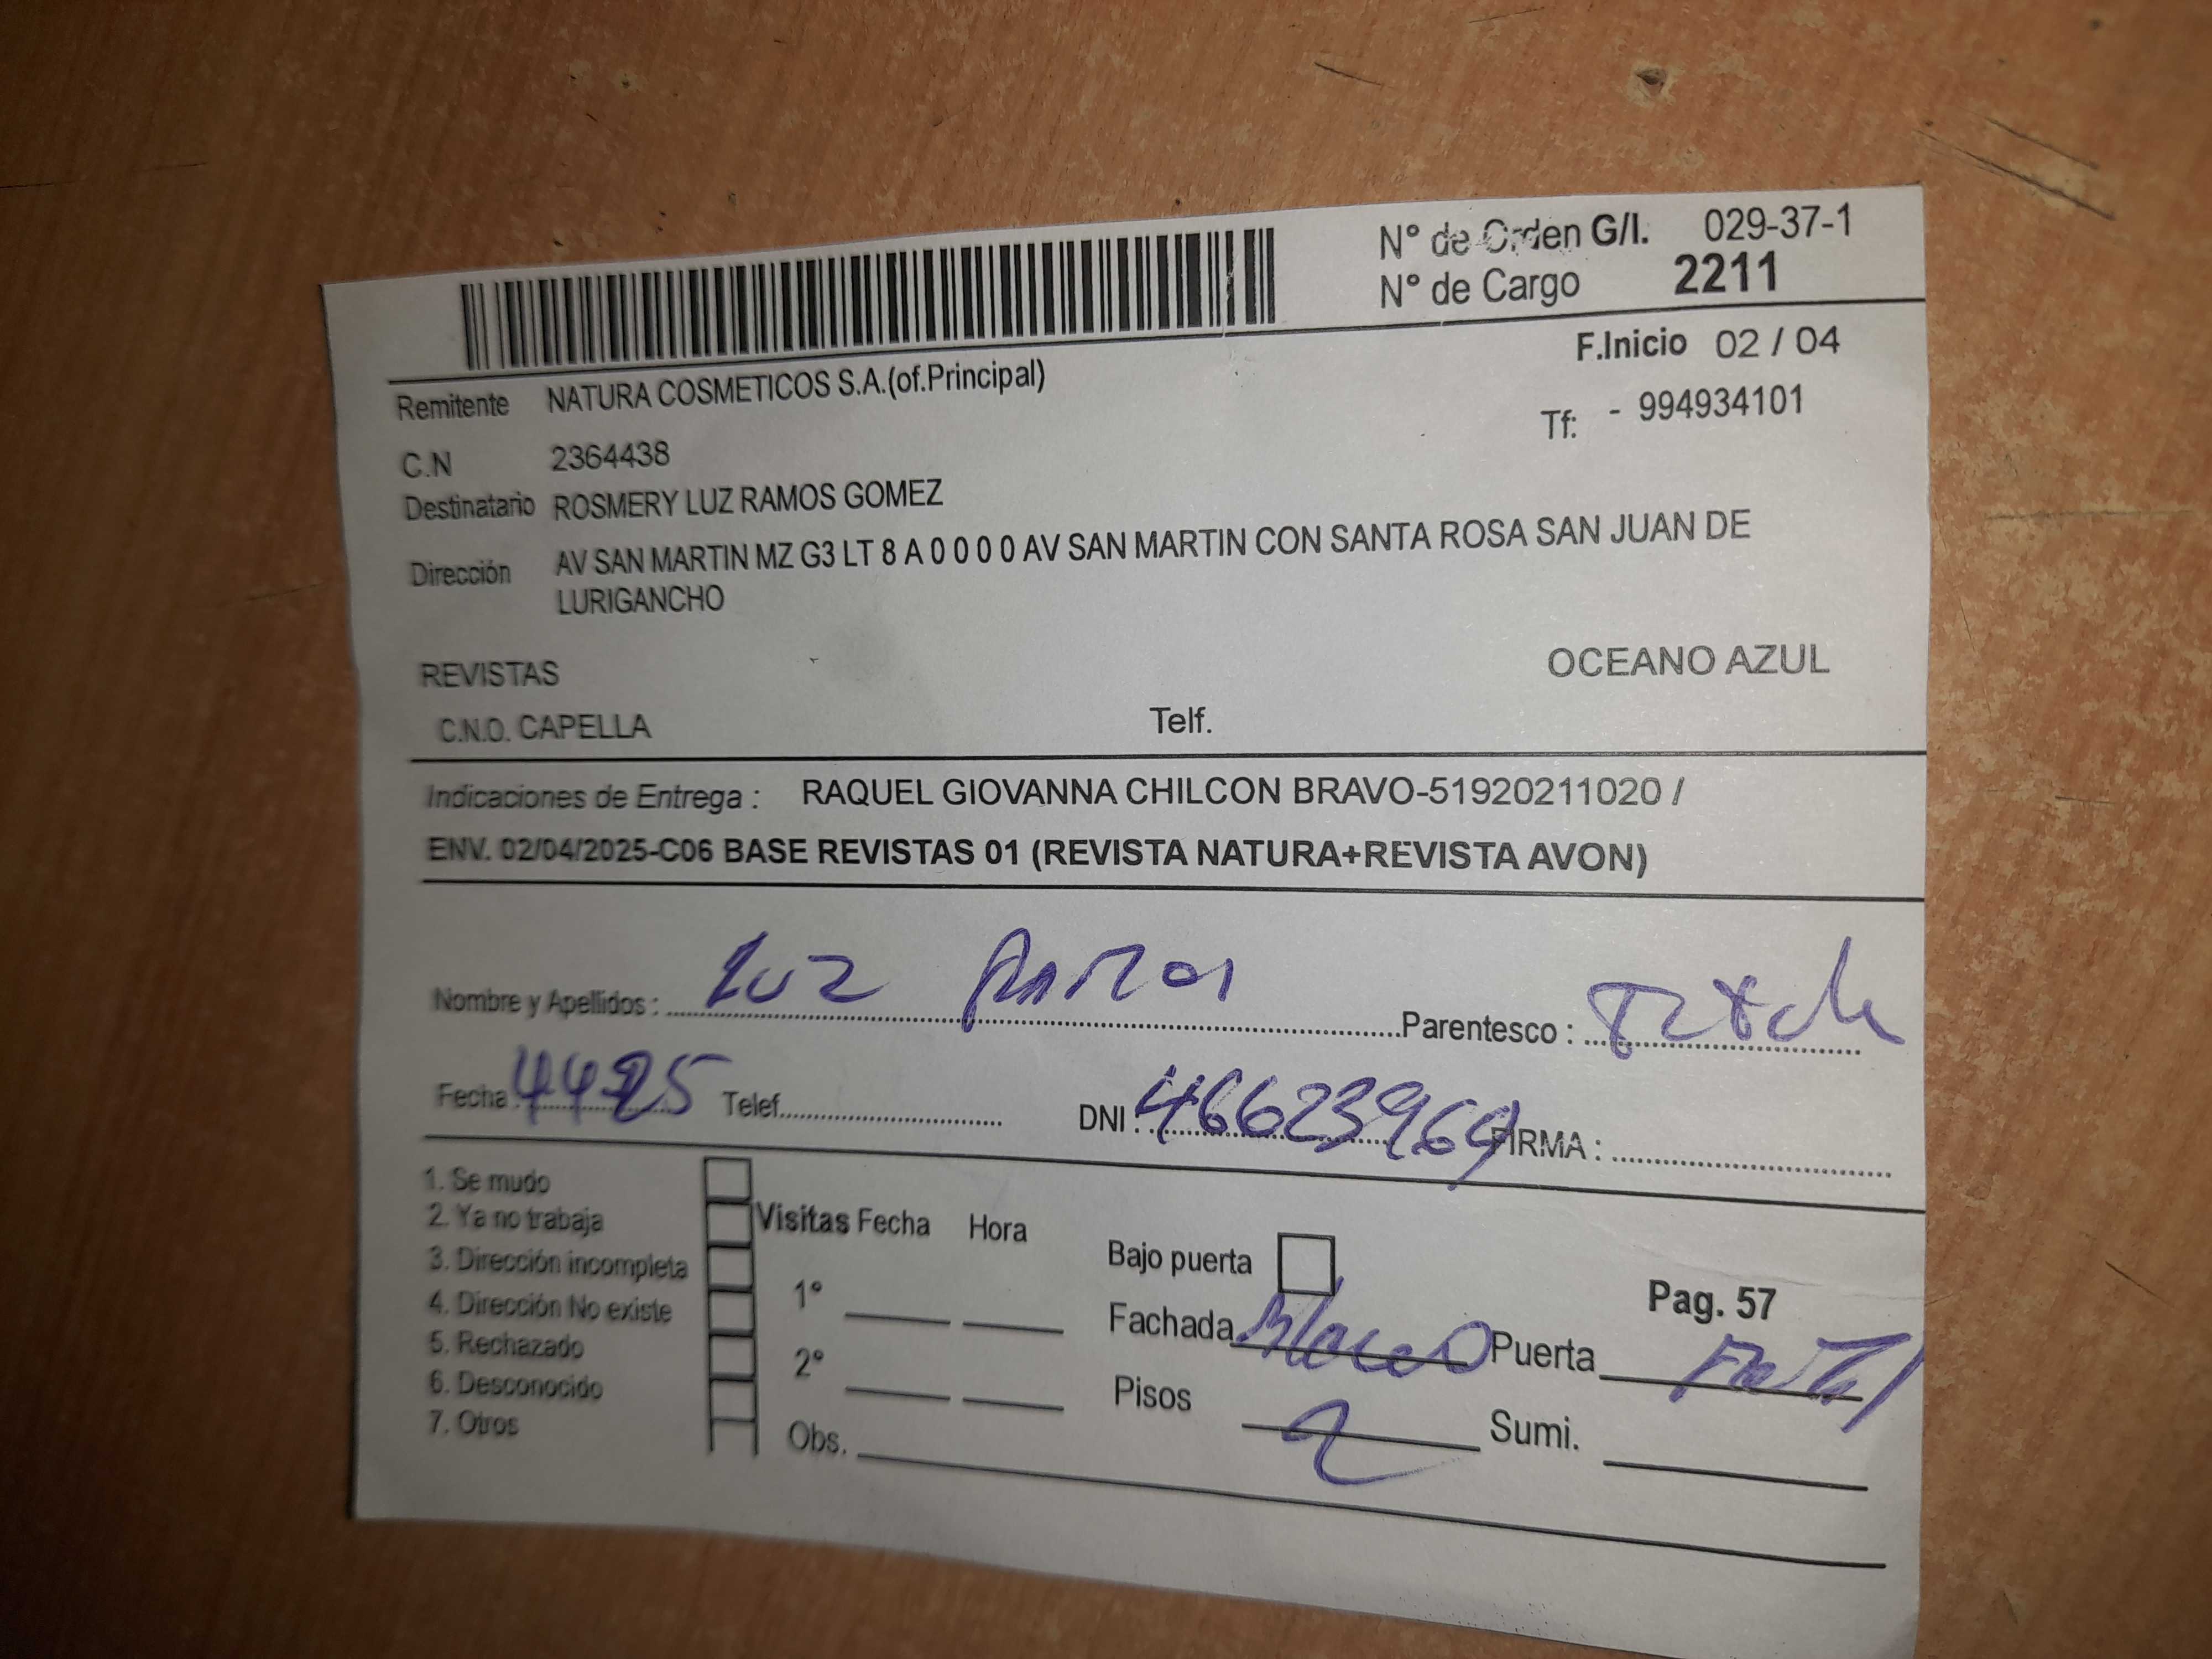 N° de Orden G/I. 029-37-1
N° de Cargo 2211
F.Inicio 02 / 04
Remitente NATURA COSMETICOS S.A.(of.Principal)
Tf: - 994934101
C.N 2364438
Destinatario ROSMERY LUZ RAMOS GOMEZ
Dirección AV SAN MARTIN MZ G3 LT 8 A 0 0 0 0 AV SAN MARTIN CON SANTA ROSA SAN JUAN DE
LURIGANCHO
REVISTAS OCEANO AZUL
C.N.O. CAPELLA Telf.
Indicaciones de Entrega : RAQUEL GIOVANNA CHILCON BRAVO-51920211020 /
ENV. 02/04/2025-C06 BASE REVISTAS 01 (REVISTA NATURA+REVISTA AVON)
Nombre y Apellidos : Luz Ramos Parentesco :
Fecha : 4425 Telef. DNI : 46623969 FIRMA :
1. Se mudo
2. Ya no trabaja Visitas Fecha Hora
3. Dirección incompleta Bajo puerta
4. Dirección No existe 1° Pag. 57
5. Rechazado Fachada Blanco Puerta
6. Desconocido 2° Pisos 2 Sumi.
7. Otros Obs.